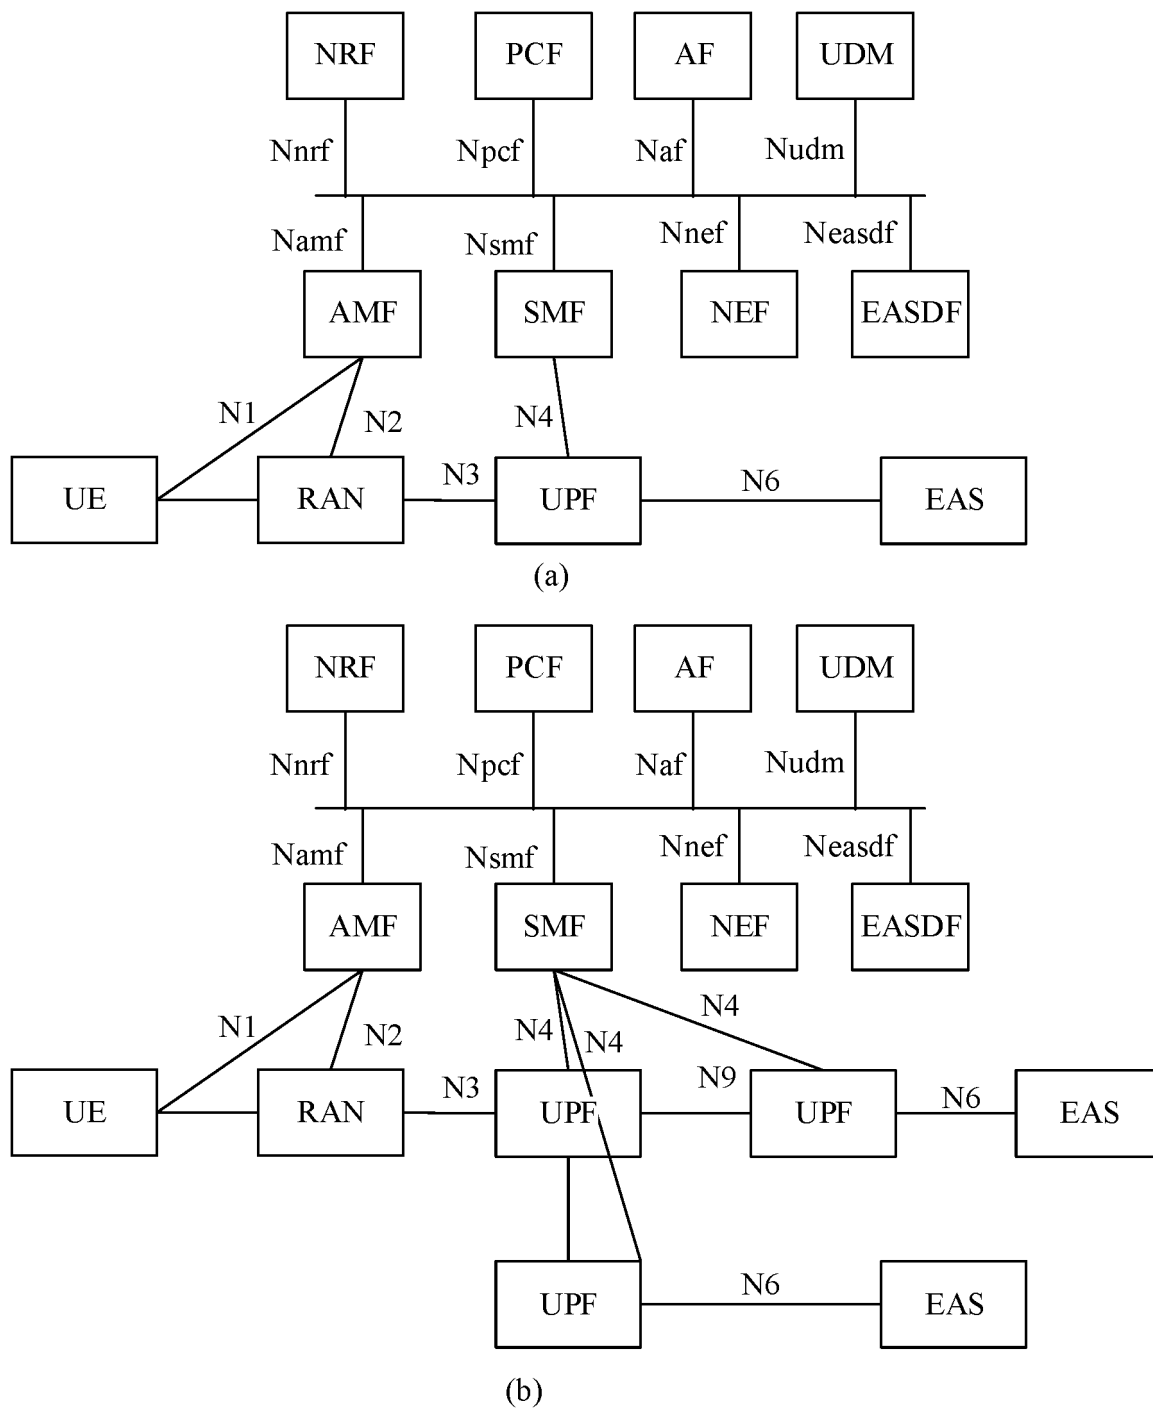 NRF PCF AF UDM
Nnrf Npcf Naf Nudm
Namf Nsmf Nnef Neasdf
AMF SMF NEF EASDF
N1 N2 N4
UE RAN N3 UPF N6 EAS
(a)
NRF PCF AF UDM
Nnrf Npcf Naf Nudm
Namf Nsmf Nnef Neasdf
AMF SMF NEF EASDF
N1 N2 N4 N4 N4
UE RAN N3 UPF N9 UPF N6 EAS
UPF N6 EAS
(b)